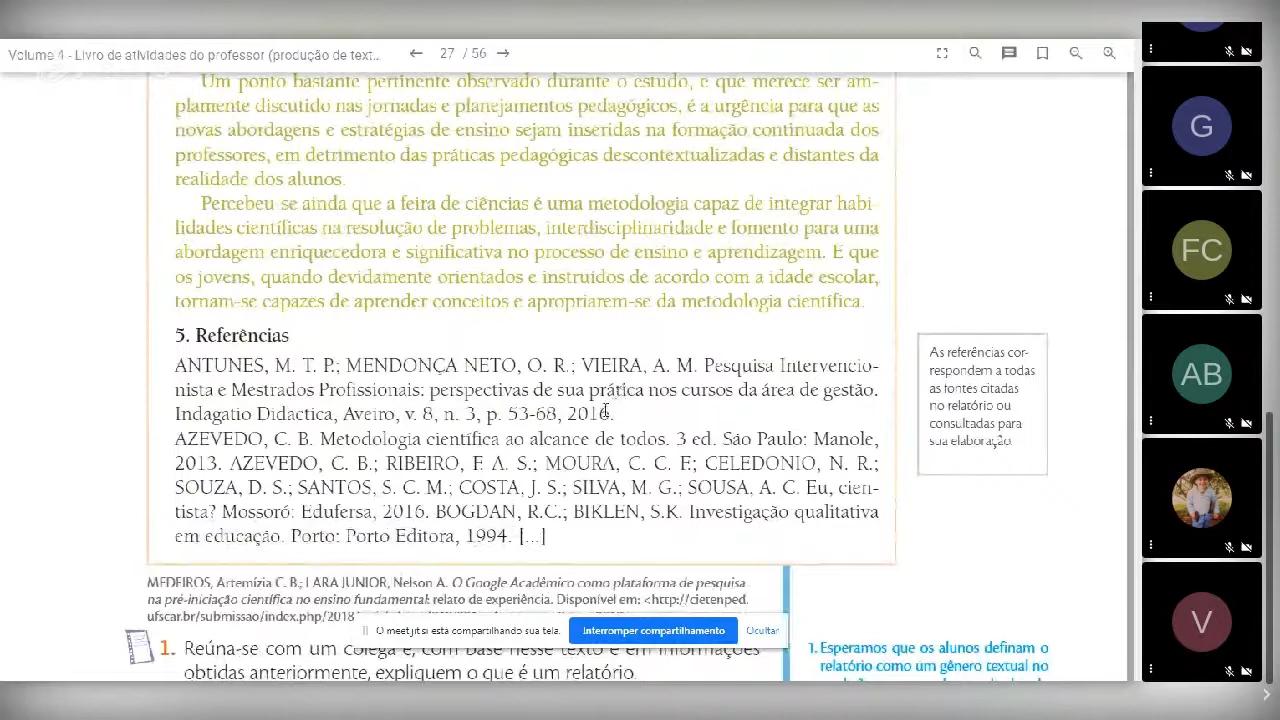 Volume 4 - Livro de atividades do professor (produção de text...
27 / 56
Um ponto bastante pertinente observado durante o estudo, e que merece ser am-
plamente discutido nas jornadas e planejamentos pedagógicos, é a urgência para que as
novas abordagens e estratégias de ensino sejam inseridas na formação continuada dos
professores, em detrimento das práticas pedagógicas descontextualizadas e distantes da
realidade dos alunos.
Percebeu-se ainda que a feira de ciências é uma metodologia capaz de integrar habi-
lidades científicas na resolução de problemas, interdisciplinaridade e fomento para uma
abordagem enriquecedora e significativa no processo de ensino e aprendizagem. E que
os jovens, quando devidamente orientados e instruídos de acordo com a idade escolar,
tornam-se capazes de aprender conceitos e apropriarem-se da metodologia científica.
5. Referências
ANTUNES, M. T. P.; MENDONÇA NETO, O. R.; VIEIRA, A. M. Pesquisa Intervencio-
nista e Mestrados Profissionais: perspectivas de sua prática nos cursos da área de gestão.
Indagatio Didactica, Aveiro, v. 8, n. 3, p. 53-68, 2016.
AZEVEDO, C. B. Metodologia científica ao alcance de todos. 3 ed. São Paulo: Manole,
2013. AZEVEDO, C. B.; RIBEIRO, F. A. S.; MOURA, C. C. F.; CELEDONIO, N. R.;
SOUZA, D. S.; SANTOS, S. C. M.; COSTA, J. S.; SILVA, M. G.; SOUSA, A. C. Eu, cien-
tista? Mossoró: Edufersa, 2016. BOGDAN, R.C.; BIKLEN, S.K. Investigação qualitativa
em educação. Porto: Porto Editora, 1994. [...]
As referências cor-
respondem a todas
as fontes citadas
no relatório ou
consultadas para
sua elaboração.
MEDEIROS, Artemízia C. B.; LARA JUNIOR, Nelson A. O Google Acadêmico como plataforma de pesquisa
na pré-iniciação científica no ensino fundamental: relato de experiência. Disponível em: <http://cietenped.
ufscar.br/submissao/index.php/2018
O meet.jit.si está compartilhando sua tela.
Interromper compartilhamento
Ocultar
1. Reúna-se com um colega e, com base nesse texto e em informações
obtidas anteriormente, expliquem o que é um relatório.
1. Esperamos que os alunos definam o
relatório como um gênero textual no
G
FC
AB
V